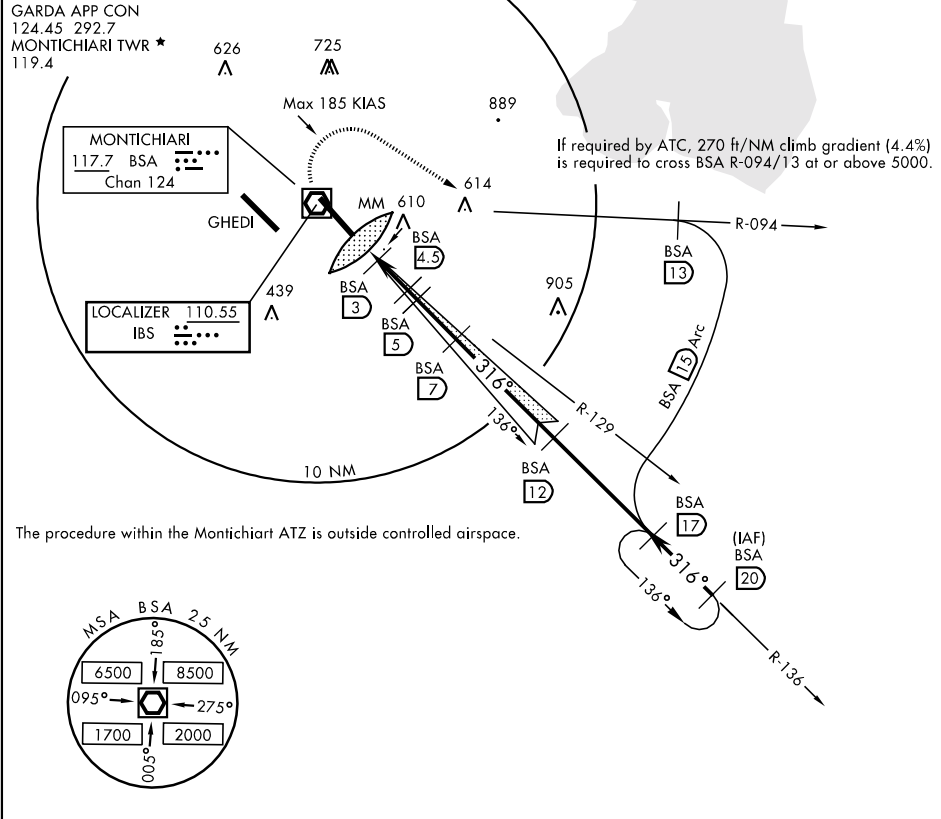 GARDA APP CON
124.45 292.7
MONTICHIARI TWR ★
119.4
626
725
Max 185 KIAS
889
If required by ATC, 270 ft/NM climb gradient (4.4%)
is required to cross BSA R-094/13 at or above 5000.
MONTICHIARI
117.7 BSA
Chan 124
GHEDI
MM 610
614
R-094
BSA
4.5
BSA
13
BSA
3
439
LOCALIZER 110.55
IBS
905
BSA
5
BSA
7
BSA 15 Arc
316°
136°
R-129
10 NM
BSA
12
BSA
17
(IAF)
BSA
20
316°
136°
R-136
The procedure within the Montichiart ATZ is outside controlled airspace.
MSA BSA 25 NM
185°
6500 8500
095° 275°
1700 2000
005°